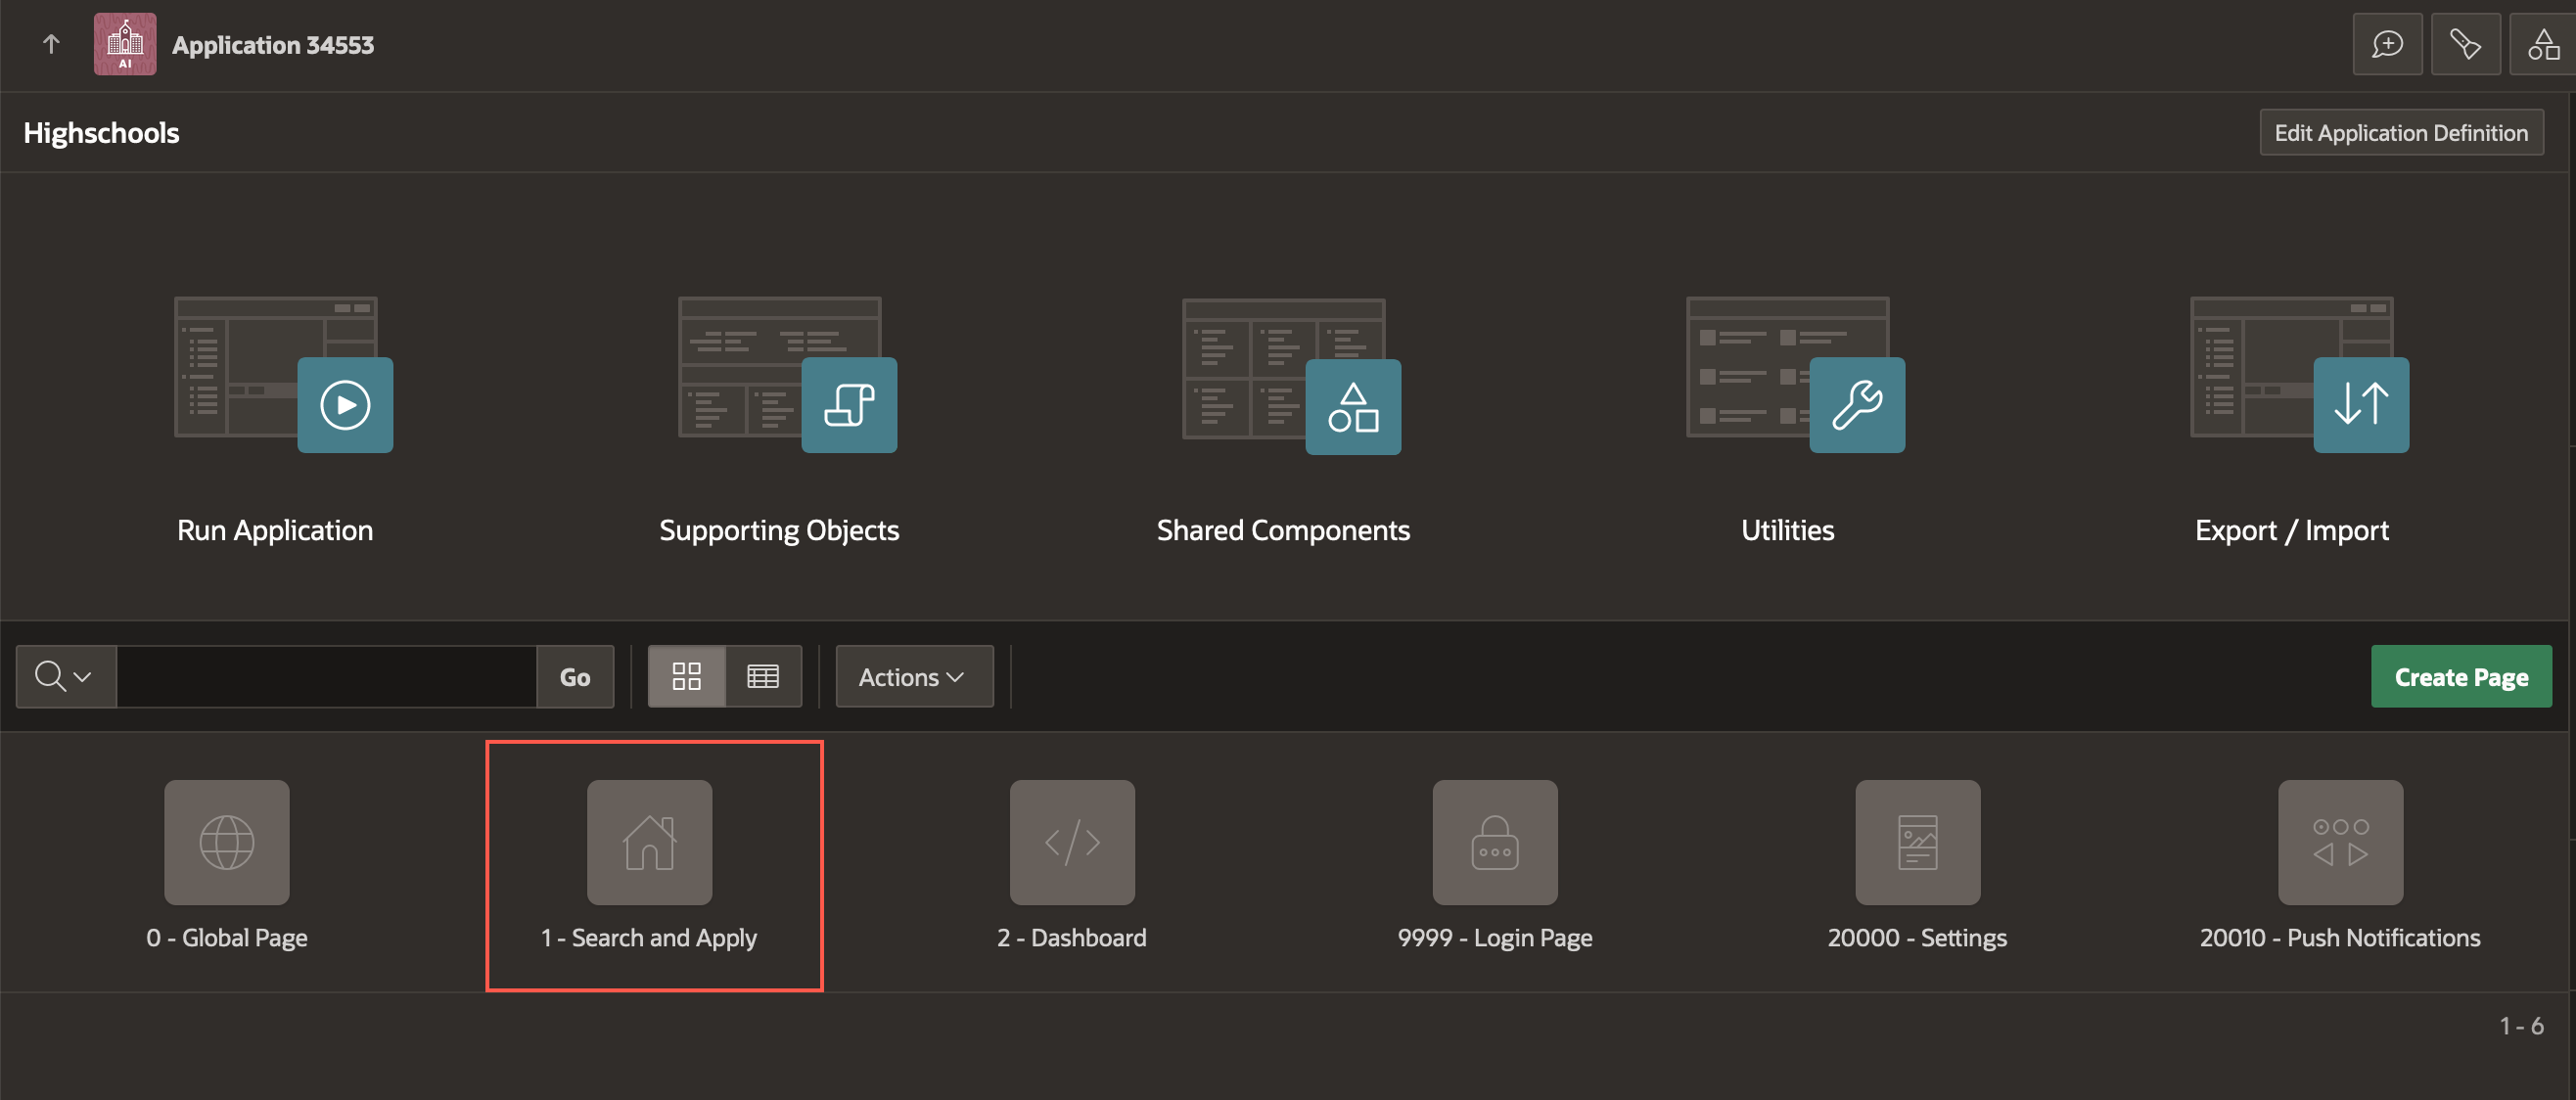 AI
Application 34553
Highschools
Edit Application Definition
Run Application
Supporting Objects
Shared Components
Utilities
Export / Import
Go
Actions
Create Page
0 - Global Page
1 - Search and Apply
2 - Dashboard
9999 - Login Page
20000 - Settings
20010 - Push Notifications
1 - 6